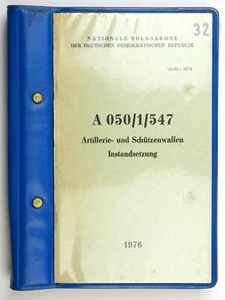 32
NATIONALE VOLKSARMEE
DER DEUTSCHEN DEMOKRATISCHEN REPUBLIK
A 050/1/547
Artillerie- und Schützenwaffen
Instandsetzung
1976